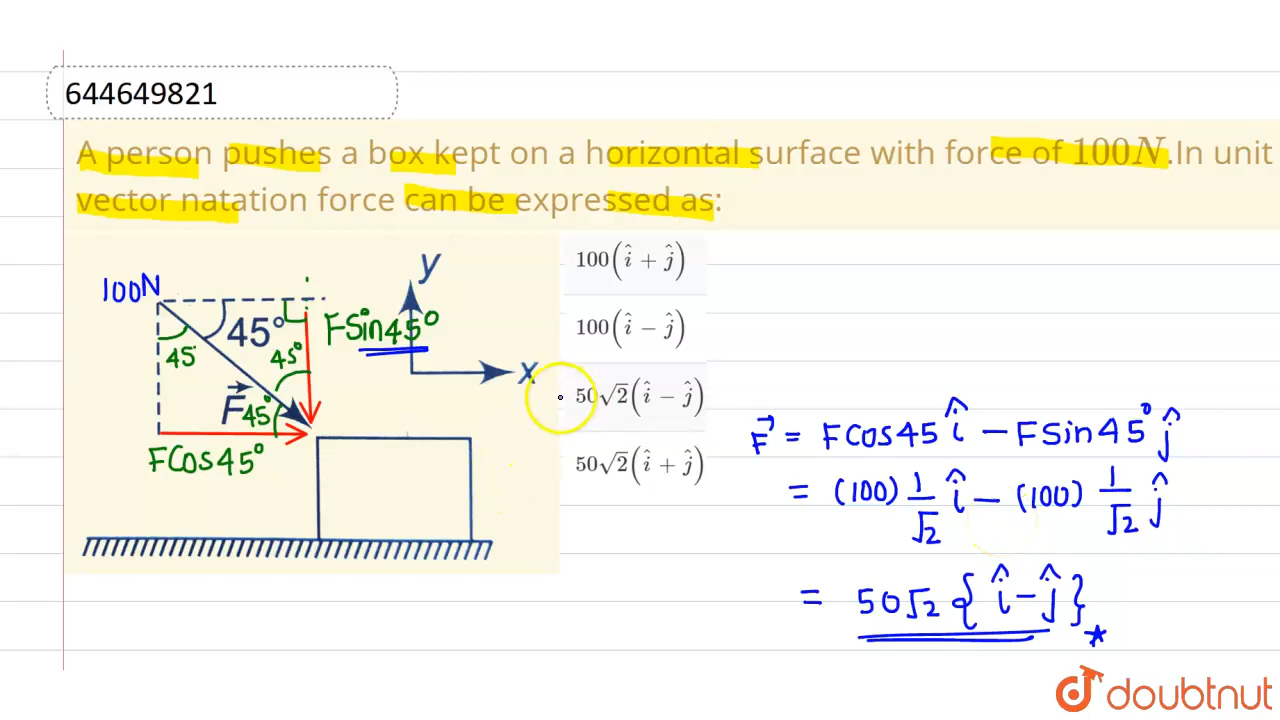 644649821
A person pushes a box kept on a horizontal surface with force of 100N.In unit
vector natation force can be expressed as:
100N
45°
FSin45°
45
45°
F⃗
45°
FCos45°
y
x
100(î + ĵ)
100(î − ĵ)
50√2(î − ĵ)
50√2(î + ĵ)
F⃗ = FCos45 î − FSin45° ĵ
= (100) 1/√2 î − (100) 1/√2 ĵ
= 50√2 { î − ĵ }
doubtnut